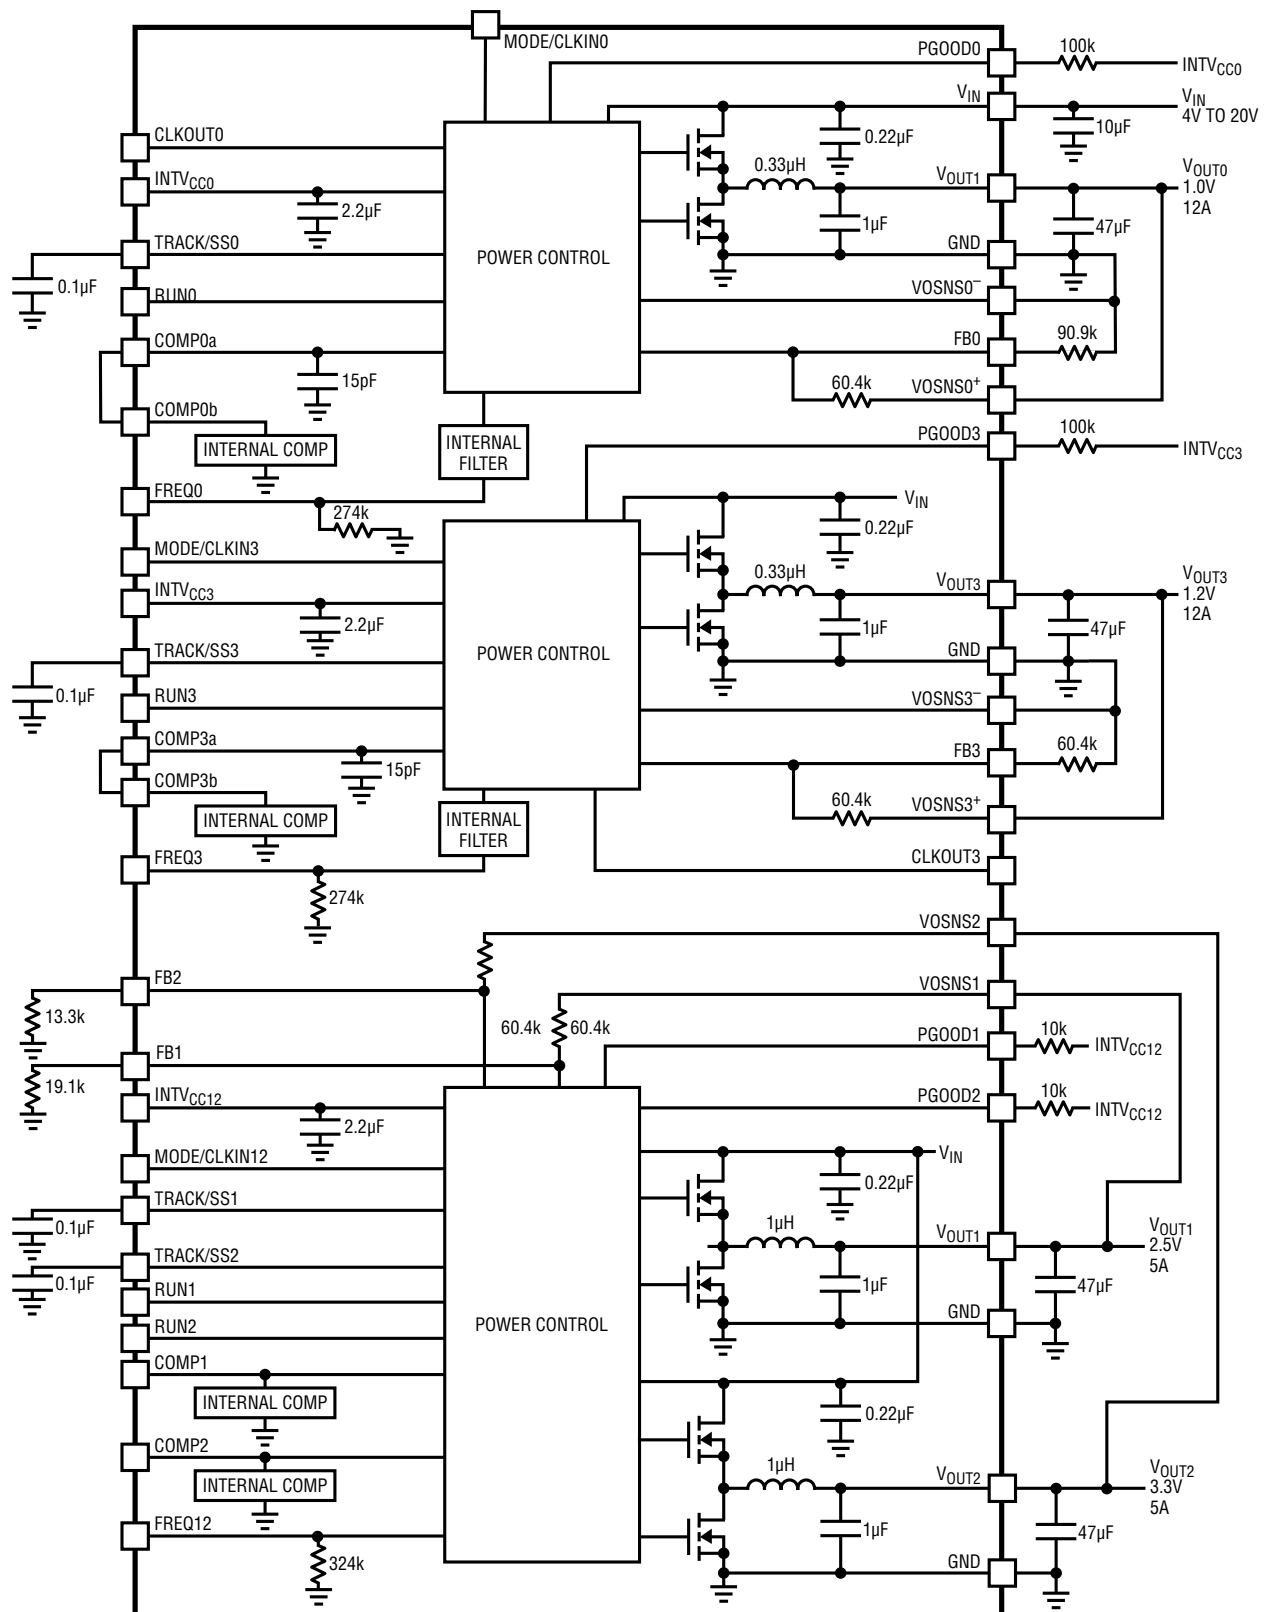 MODE/CLKIN0
PGOOD0
100k
INTVCC0
VIN
VIN
4V TO 20V
10µF
0.22µF
CLKOUT0
0.33µH
VOUT1
VOUT0
1.0V
12A
INTVCC0
2.2µF
1µF
47µF
TRACK/SS0
0.1µF
POWER CONTROL
GND
RUN0
VOSNS0–
COMP0a
15pF
FB0
90.9k
60.4k
VOSNS0+
COMP0b
INTERNAL COMP
INTERNAL
FILTER
PGOOD3
100k
INTVCC3
FREQ0
274k
VIN
0.22µF
MODE/CLKIN3
0.33µH
VOUT3
VOUT3
1.2V
12A
INTVCC3
2.2µF
1µF
47µF
TRACK/SS3
0.1µF
POWER CONTROL
GND
RUN3
VOSNS3–
COMP3a
15pF
FB3
60.4k
COMP3b
INTERNAL COMP
INTERNAL
FILTER
60.4k
VOSNS3+
FREQ3
274k
CLKOUT3
VOSNS2
FB2
13.3k
VOSNS1
60.4k
60.4k
PGOOD1
10k
INTVCC12
FB1
19.1k
INTVCC12
2.2µF
PGOOD2
10k
INTVCC12
MODE/CLKIN12
VIN
0.22µF
TRACK/SS1
0.1µF
1µH
VOUT1
VOUT1
2.5V
5A
TRACK/SS2
0.1µF
1µF
47µF
RUN1
RUN2
POWER CONTROL
GND
COMP1
INTERNAL COMP
0.22µF
COMP2
INTERNAL COMP
1µH
VOUT2
VOUT2
3.3V
5A
FREQ12
324k
1µF
47µF
GND